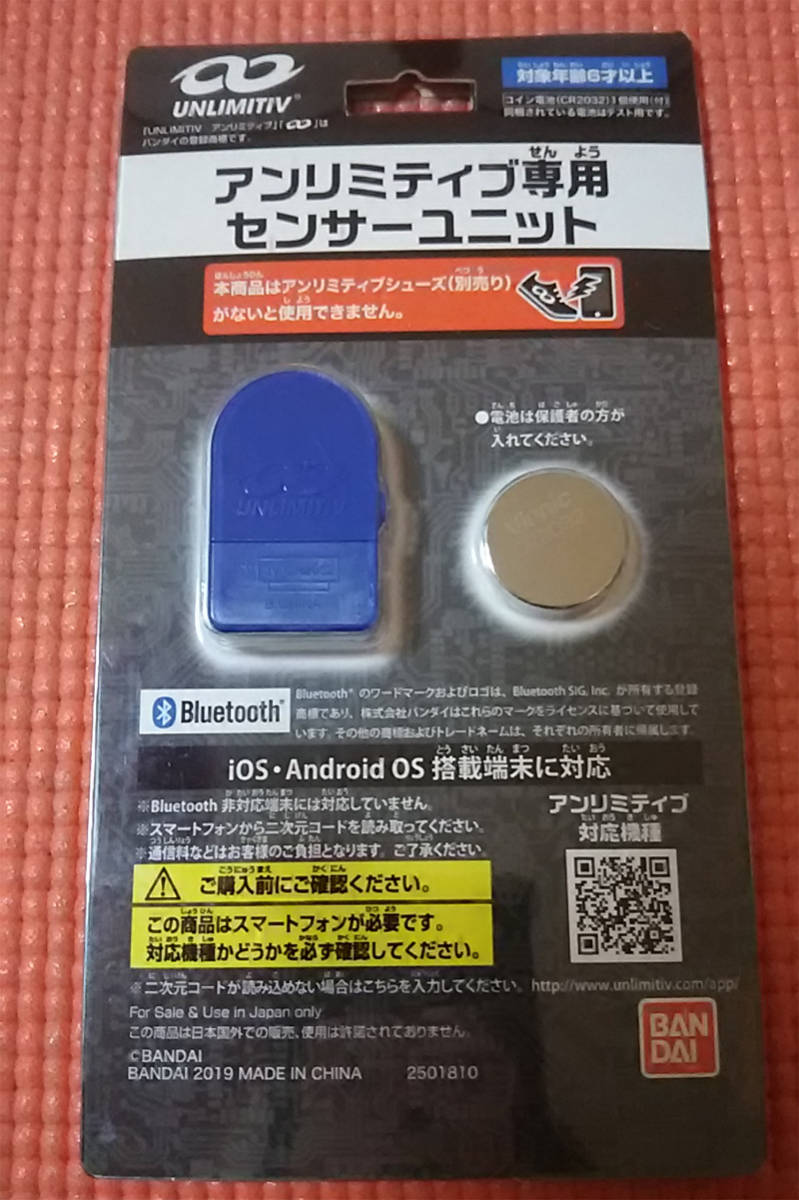 UNLIMITIV®
「UNLIMITIV アンリミティブ」「∞」は
バンダイの登録商標です。
対象年齢6才以上
コイン電池(CR2032)1個使用(付)
同梱されている電池はテスト用です。
アンリミティブ専用
センサーユニット
本商品はアンリミティブシューズ(別売り)
がないと使用できません。
●電池は保護者の方が
入れてください。
UNLIMITIV
Vinnic
Bluetooth®
Bluetooth®のワードマークおよびロゴは、Bluetooth SIG, Inc. が所有する登録
商標であり、株式会社バンダイはこれらのマークをライセンスに基づいて使用して
います。その他の商標およびトレードネームは、それぞれの所有者に帰属します。
iOS・Android OS 搭載端末に対応
※Bluetooth 非対応端末には対応していません。
※スマートフォンから二次元コードを読み取ってください。
※通信料などはお客様のご負担となります。ご了承ください。
アンリミティブ
対応機種
ご購入前にご確認ください。
この商品はスマートフォンが必要です。
対応機種かどうかを必ず確認してください。
※二次元コードが読み込めない場合はこちらを入力してください。 http://www.unlimitiv.com/app/
For Sale & Use in Japan only
この商品は日本国外での販売、使用は許諾されておりません。
©BANDAI
BANDAI 2019 MADE IN CHINA 2501810
BAN
DAI